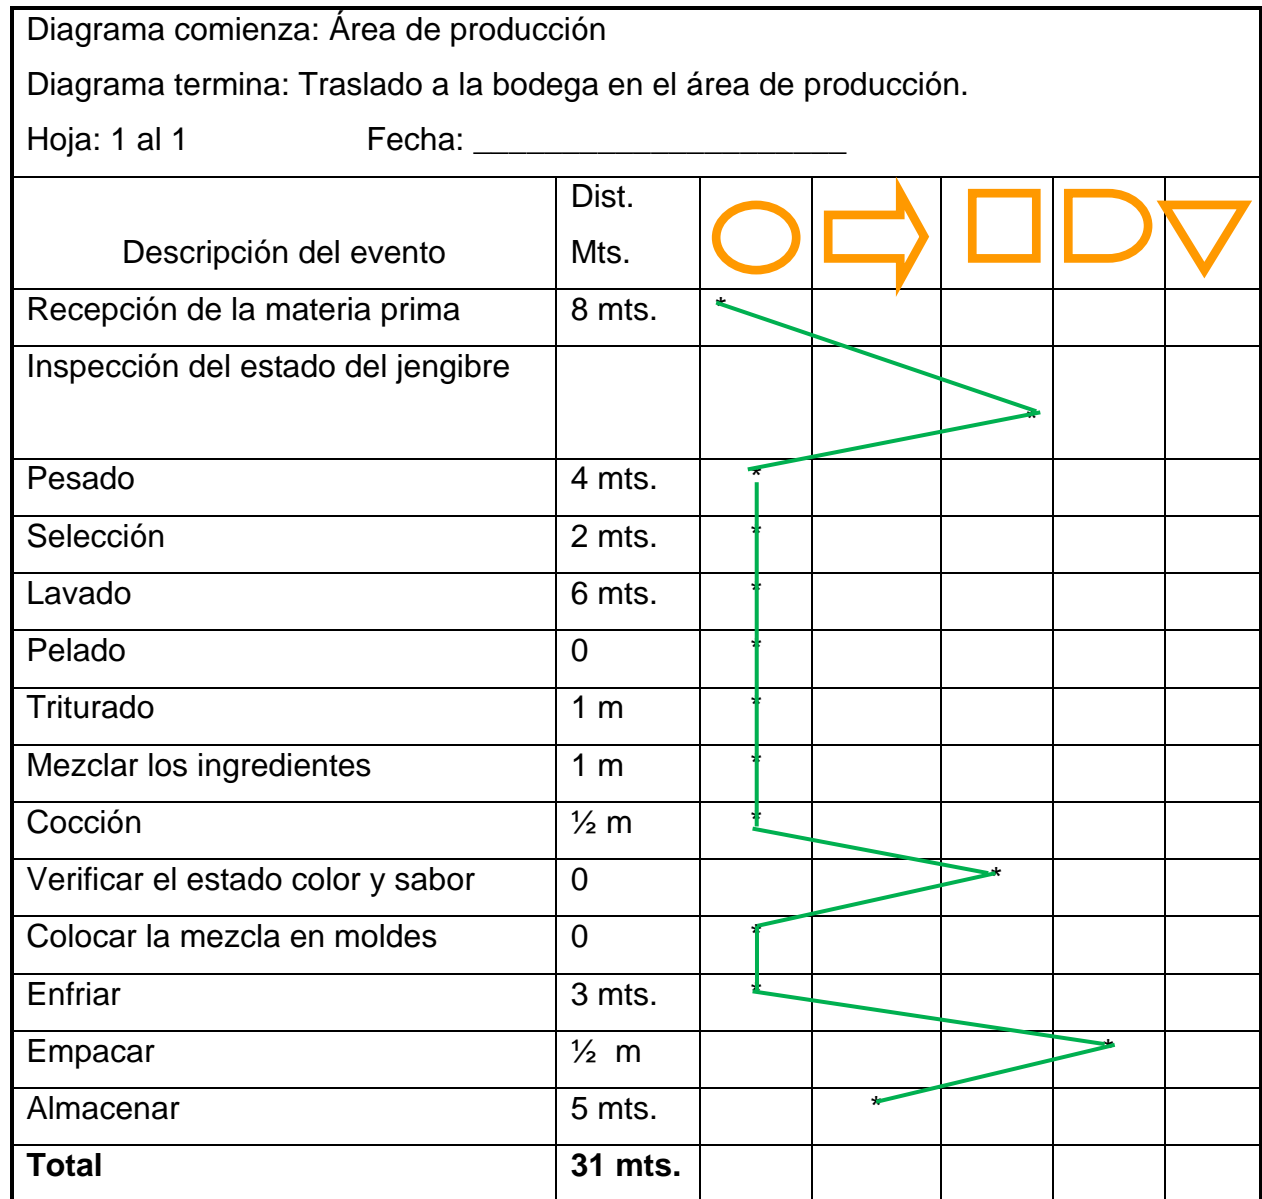 Diagrama comienza: Área de producción
Diagrama termina: Traslado a la bodega en el área de producción.
Hoja: 1 al 1 Fecha: _____________________
Descripción del evento Dist. Mts.
Recepción de la materia prima 8 mts. *
Inspección del estado del jengibre *
Pesado 4 mts. *
Selección 2 mts. *
Lavado 6 mts. *
Pelado 0 *
Triturado 1 m *
Mezclar los ingredientes 1 m *
Cocción ½ m *
Verificar el estado color y sabor 0 *
Colocar la mezcla en moldes 0 *
Enfriar 3 mts. *
Empacar ½ m *
Almacenar 5 mts. *
Total 31 mts.